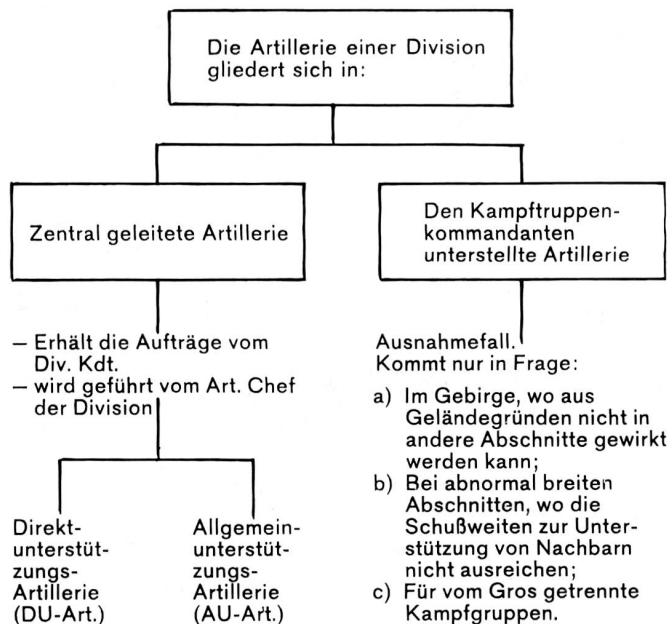 Die Artillerie einer Division
gliedert sich in:
Zentral geleitete Artillerie
Den Kampftruppen-
kommandanten
unterstellte Artillerie
— Erhält die Aufträge vom
Div. Kdt.
— wird geführt vom Art. Chef
der Division
Direkt-
unterstüt-
zungs-
Artillerie
(DU-Art.)
Allgemein-
unterstüt-
zungs-
Artillerie
(AU-Art.)
Ausnahmefall.
Kommt nur in Frage:
a) Im Gebirge, wo aus
Geländegründen nicht in
andere Abschnitte gewirkt
werden kann;
b) Bei abnormal breiten
Abschnitten, wo die
Schußweiten zur Unter-
stützung von Nachbarn
nicht ausreichen;
c) Für vom Gros getrennte
Kampfgruppen.